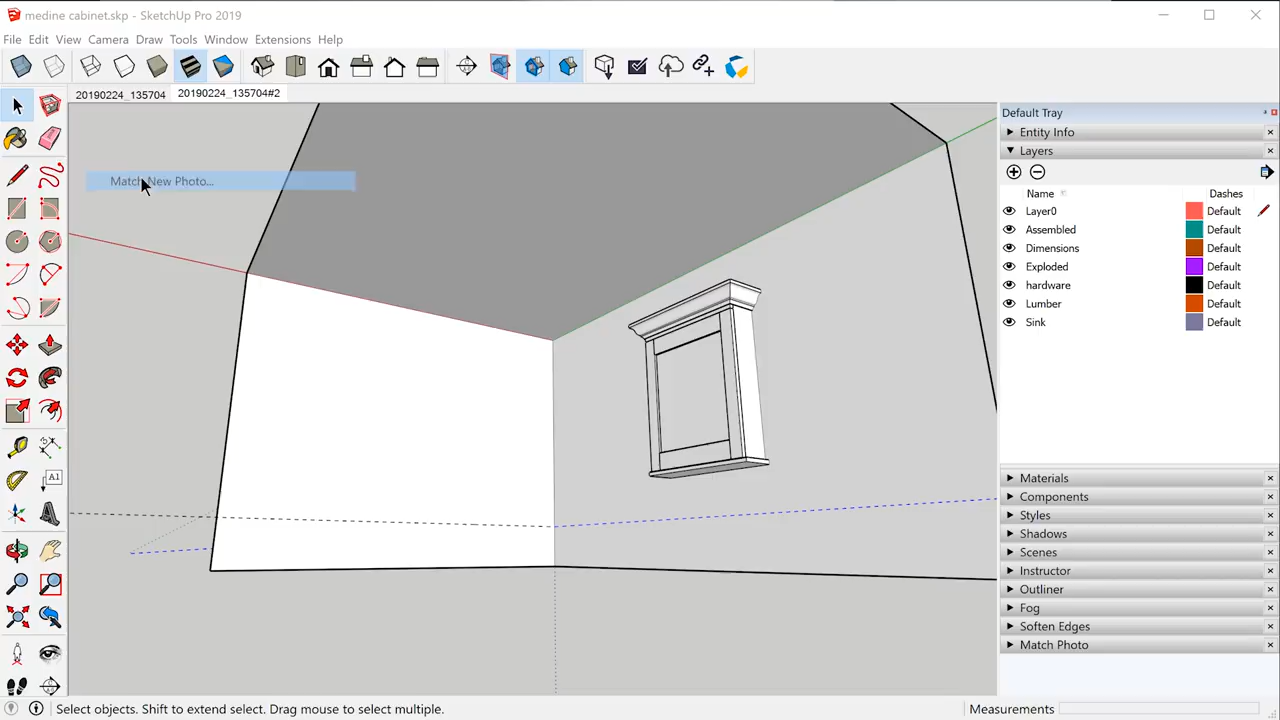 medine cabinet.skp - SketchUp Pro 2019
File Edit View Camera Draw Tools Window Extensions Help
20190224_135704 20190224_135704#2
Match New Photo...
A1
Default Tray
Entity Info
Layers
Name Dashes
Layer0 Default
Assembled Default
Dimensions Default
Exploded Default
hardware Default
Lumber Default
Sink Default
Materials
Components
Styles
Shadows
Scenes
Instructor
Outliner
Fog
Soften Edges
Match Photo
Select objects. Shift to extend select. Drag mouse to select multiple.
Measurements